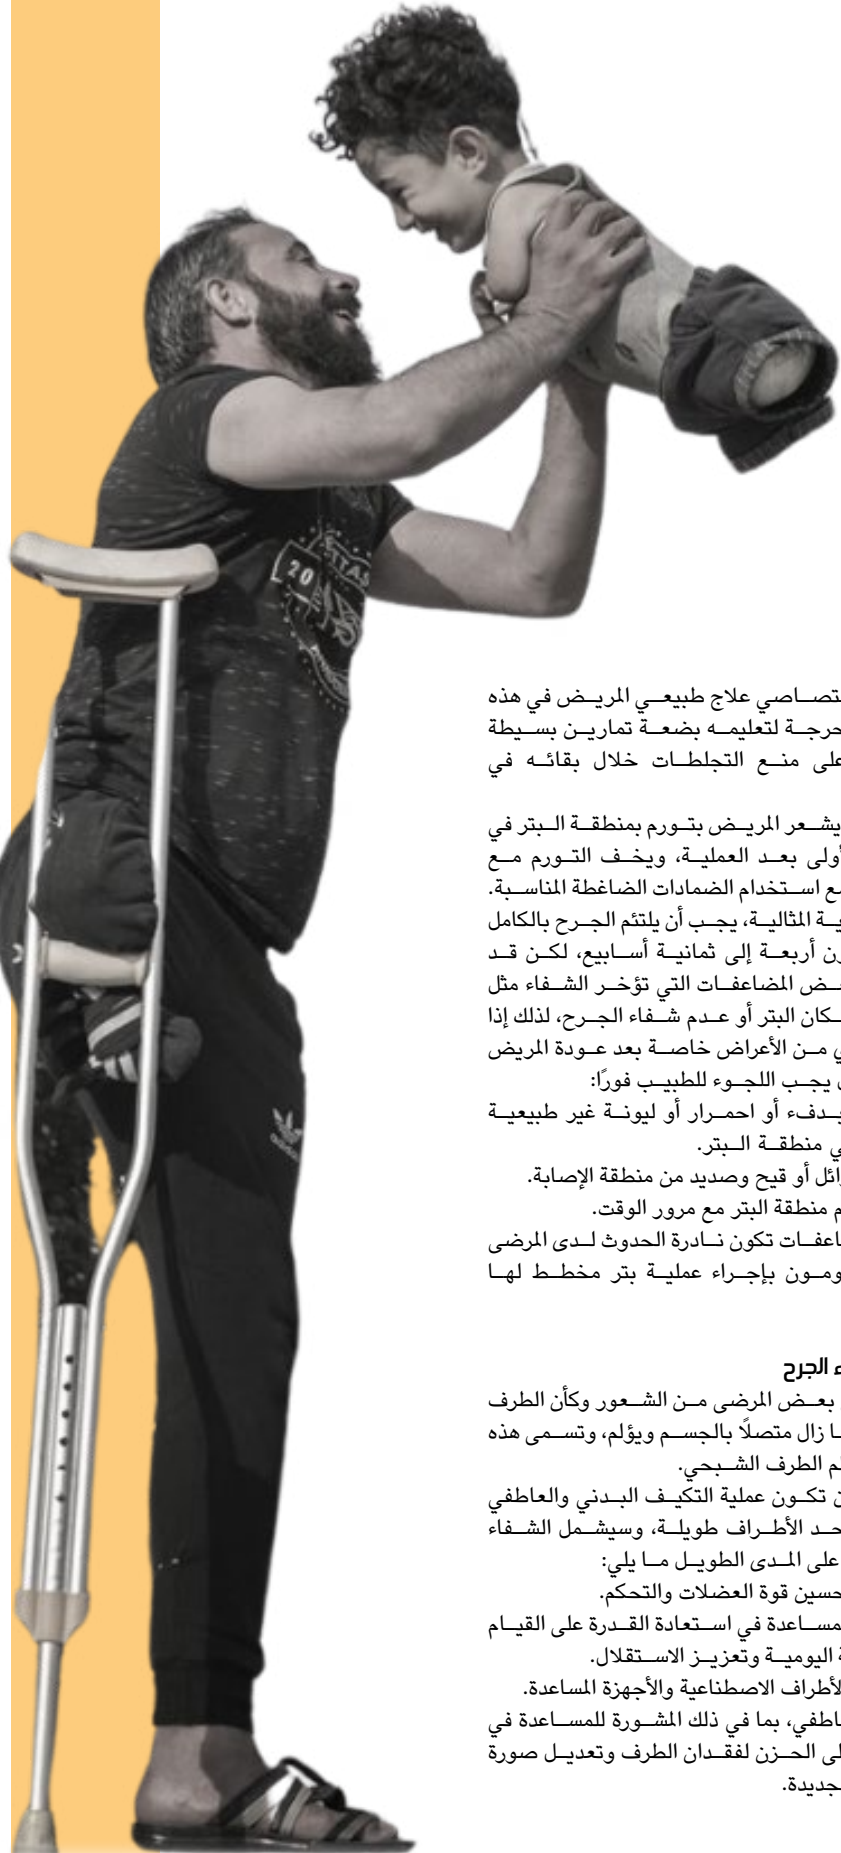 20
adidas
تصاصي علاج طبيعي المريض في هذه
حرجة لتعليمه بضعة تمارين بسيطة
على منع التجلطات خلال بقائه في
يشعر المريض بتورم بمنطقة البتر في
أولى بعد العملية، ويخف التورم مع
مع استخدام الضمادات الضاغطة المناسبة.
ية المثالية، يجب أن يلتئم الجرح بالكامل
ون أربعة إلى ثمانية أسابيع، لكن قد
ض المضاعفات التي تؤخر الشفاء مثل
كان البتر أو عدم شفاء الجرح، لذلك إذا
ي من الأعراض خاصة بعد عودة المريض
يجب اللجوء للطبيب فورًا:
بدفء أو احمرار أو ليونة غير طبيعية
ي منطقة البتر.
ائل أو قيح وصديد من منطقة الإصابة.
م منطقة البتر مع مرور الوقت.
اعفات تكون نادرة الحدوث لدى المرضى
ومون بإجراء عملية بتر مخطط لها
ء الجرح
بعض المرضى من الشعور وكأن الطرف
ا زال متصلًا بالجسم ويؤلم، وتسمى هذه
لم الطرف الشبحي.
ن تكون عملية التكيف البدني والعاطفي
حد الأطراف طويلة، وسيشمل الشفاء
على المدى الطويل ما يلي:
حسين قوة العضلات والتحكم.
لمساعدة في استعادة القدرة على القيام
ة اليومية وتعزيز الاستقلال.
لأطراف الاصطناعية والأجهزة المساعدة.
اطفي، بما في ذلك المشورة للمساعدة في
لى الحزن لفقدان الطرف وتعديل صورة
جديدة.